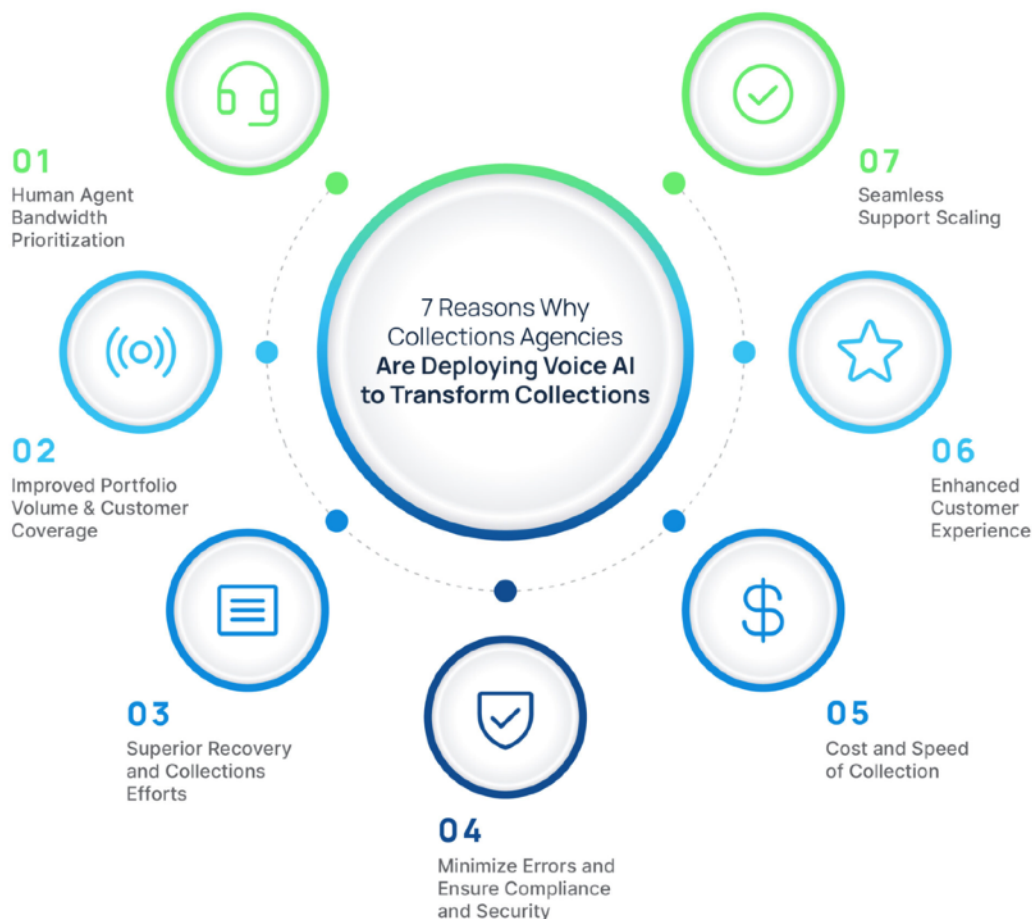 7 Reasons Why
Collections Agencies
Are Deploying Voice AI
to Transform Collections
01
Human Agent
Bandwidth
Prioritization
02
Improved Portfolio
Volume & Customer
Coverage
03
Superior Recovery
and Collections
Efforts
04
Minimize Errors and
Ensure Compliance
and Security
05
Cost and Speed
of Collection
06
Enhanced
Customer
Experience
07
Seamless
Support Scaling